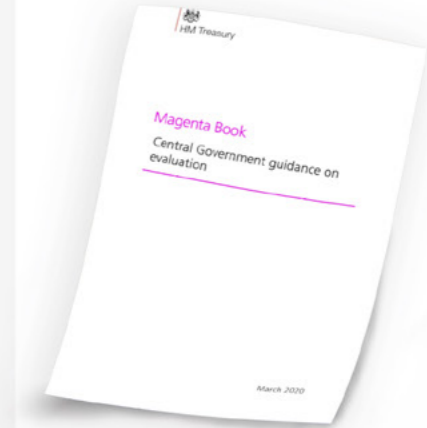 HM Treasury
Magenta Book
Central Government guidance on
evaluation
March 2020